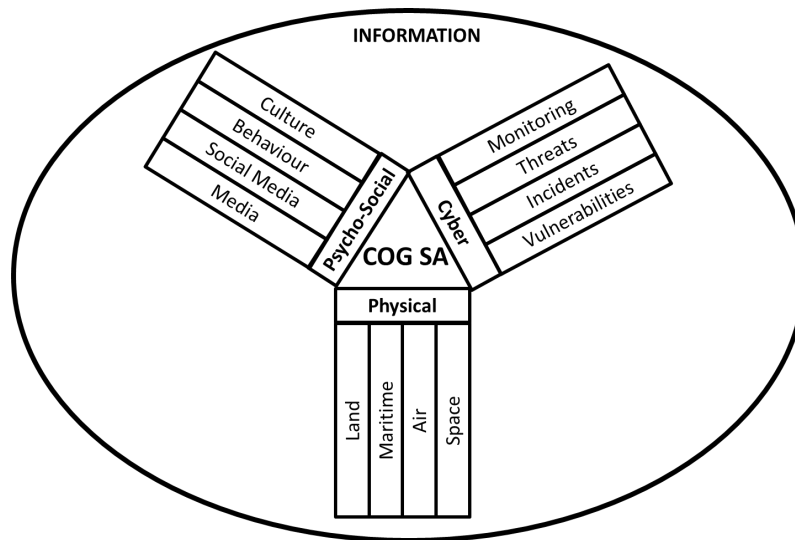 INFORMATION
Culture
Behaviour
Social Media
Media
Psycho-Social
Monitoring
Threats
Incidents
Vulnerabilities
Cyber
COG SA
Physical
Land
Maritime
Air
Space